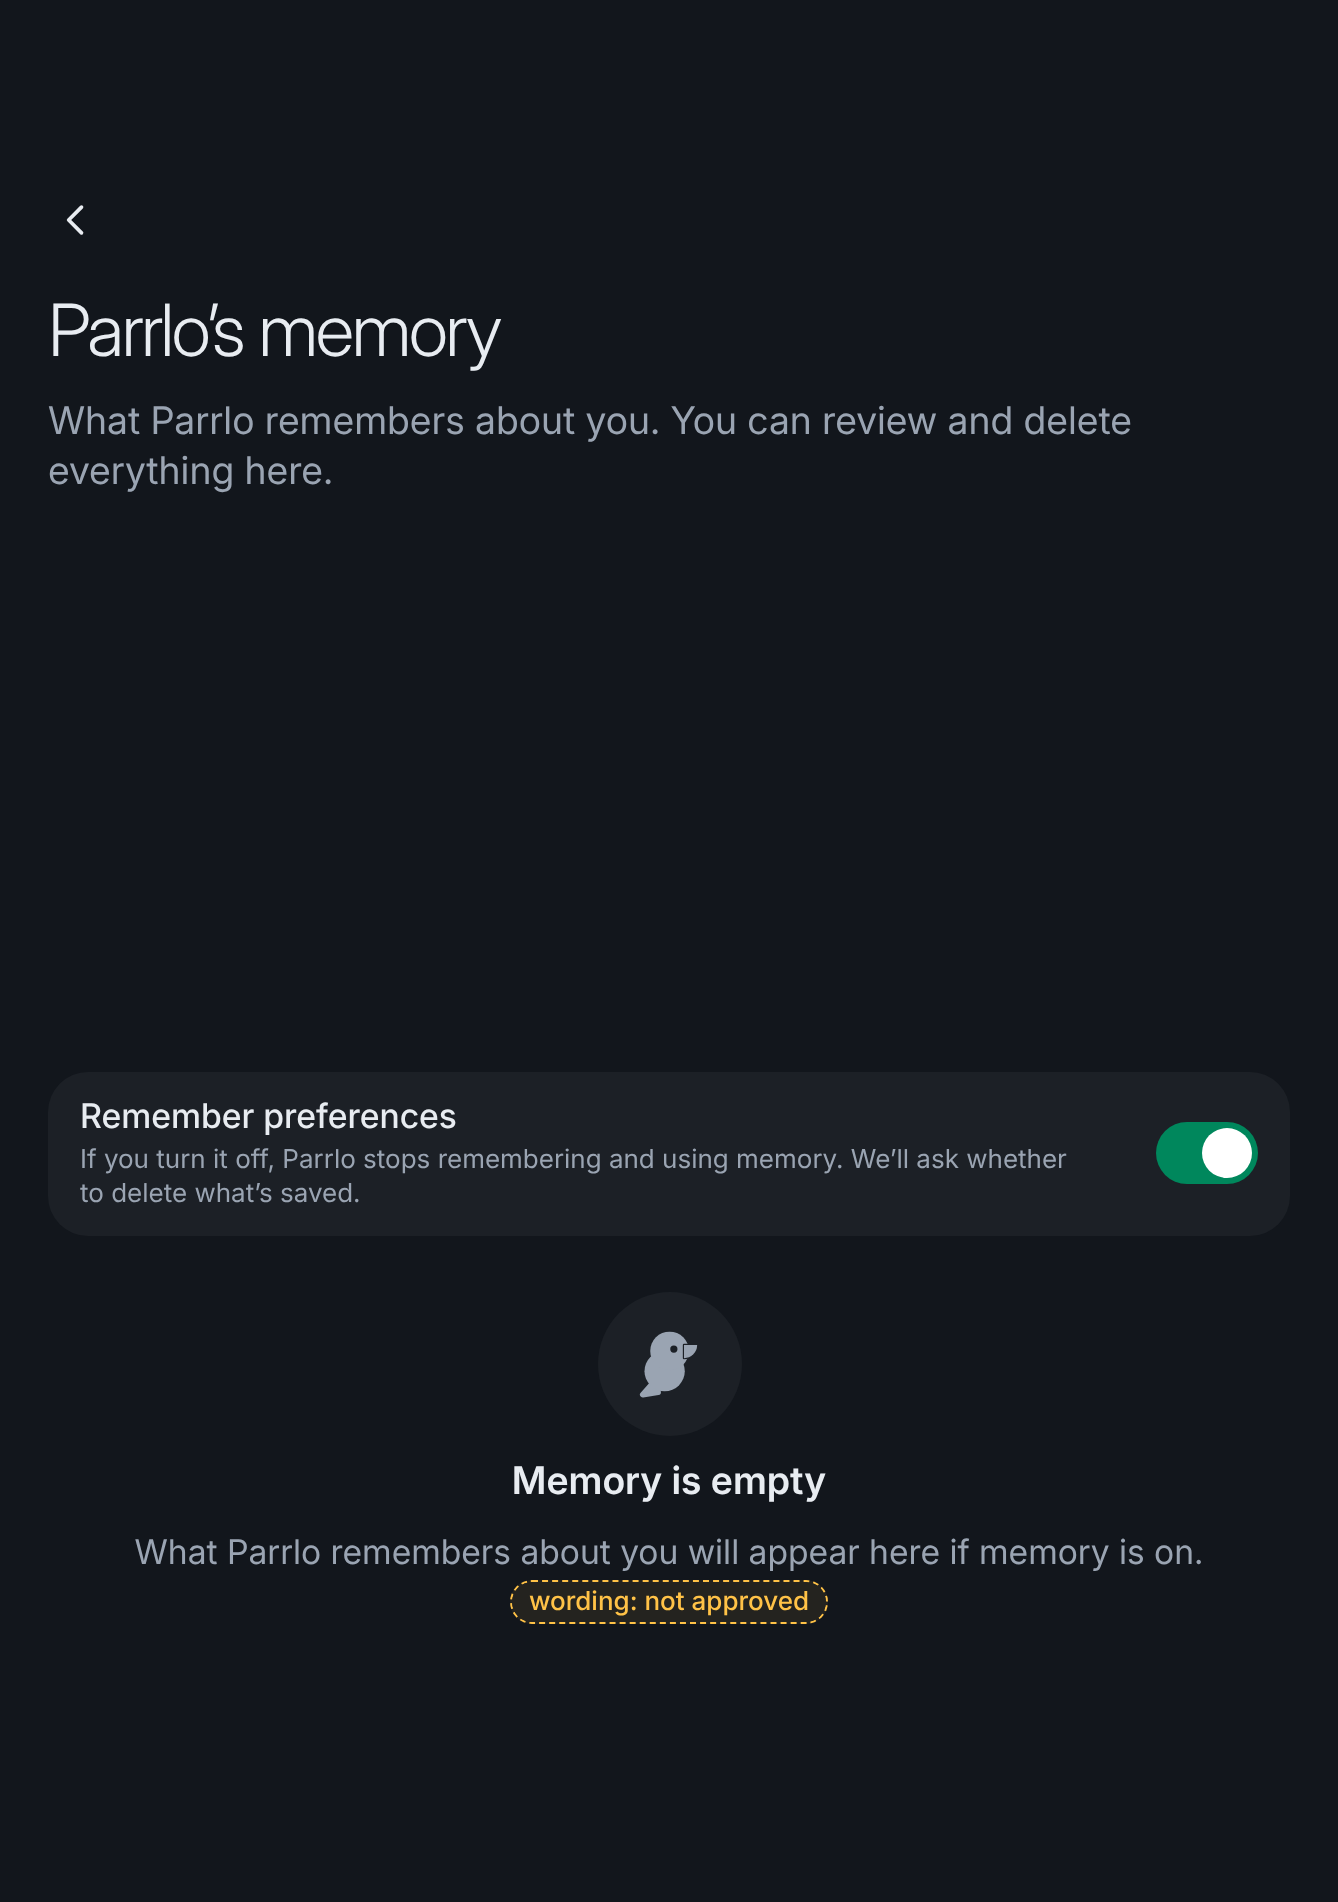 Parrlo’s memory
What Parrlo remembers about you. You can review and delete
everything here.
Remember preferences
If you turn it off, Parrlo stops remembering and using memory. We’ll ask whether
to delete what’s saved.
Memory is empty
What Parrlo remembers about you will appear here if memory is on.
wording: not approved